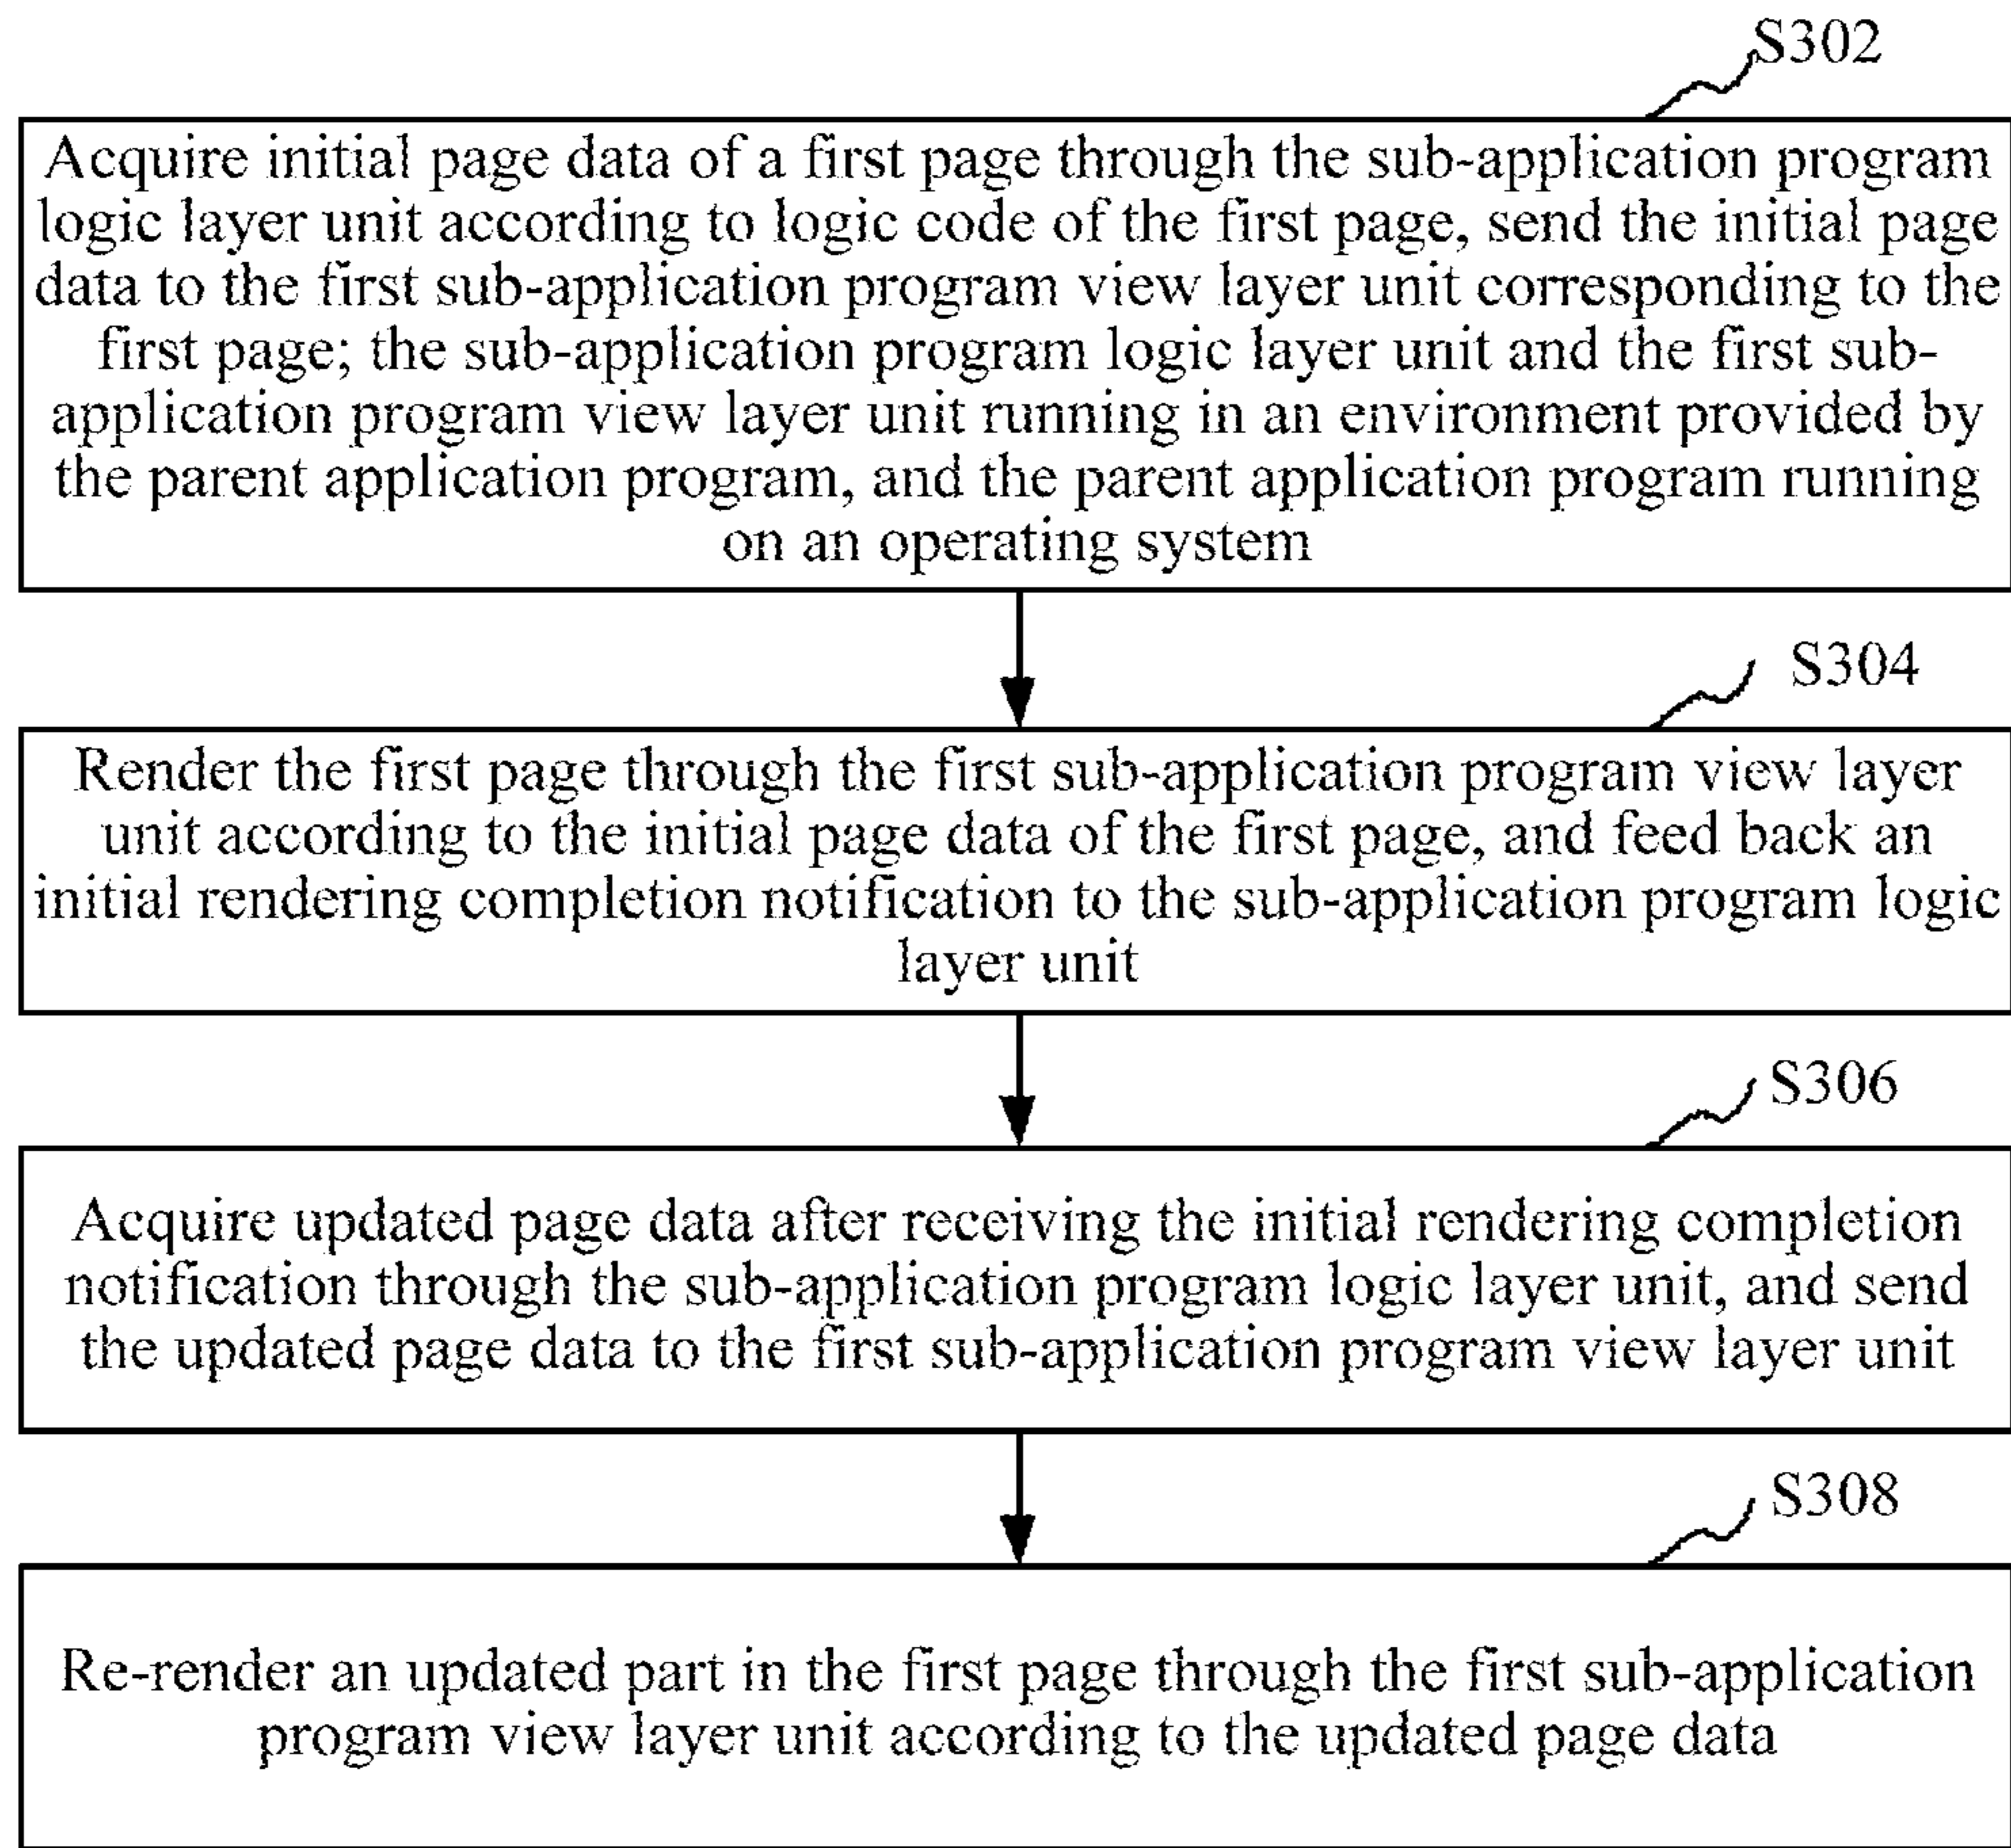 S302
Acquire initial page data of a first page through the sub-application program
logic layer unit according to logic code of the first page, send the initial page
data to the first sub-application program view layer unit corresponding to the
first page; the sub-application program logic layer unit and the first sub-
application program view layer unit running in an environment provided by
the parent application program, and the parent application program running
on an operating system
S304
Render the first page through the first sub-application program view layer
unit according to the initial page data of the first page, and feed back an
initial rendering completion notification to the sub-application program logic
layer unit
S306
Acquire updated page data after receiving the initial rendering completion
notification through the sub-application program logic layer unit, and send
the updated page data to the first sub-application program view layer unit
S308
Re-render an updated part in the first page through the first sub-application
program view layer unit according to the updated page data